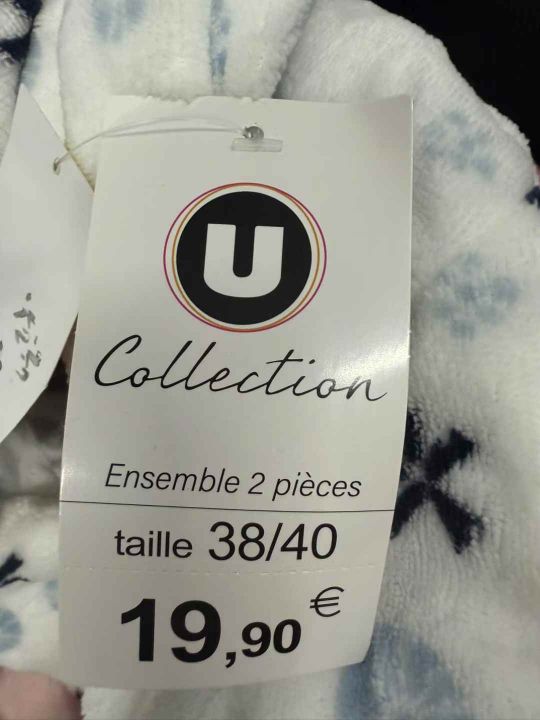 U
Collection
Ensemble 2 pièces
taille 38/40
19,90 €